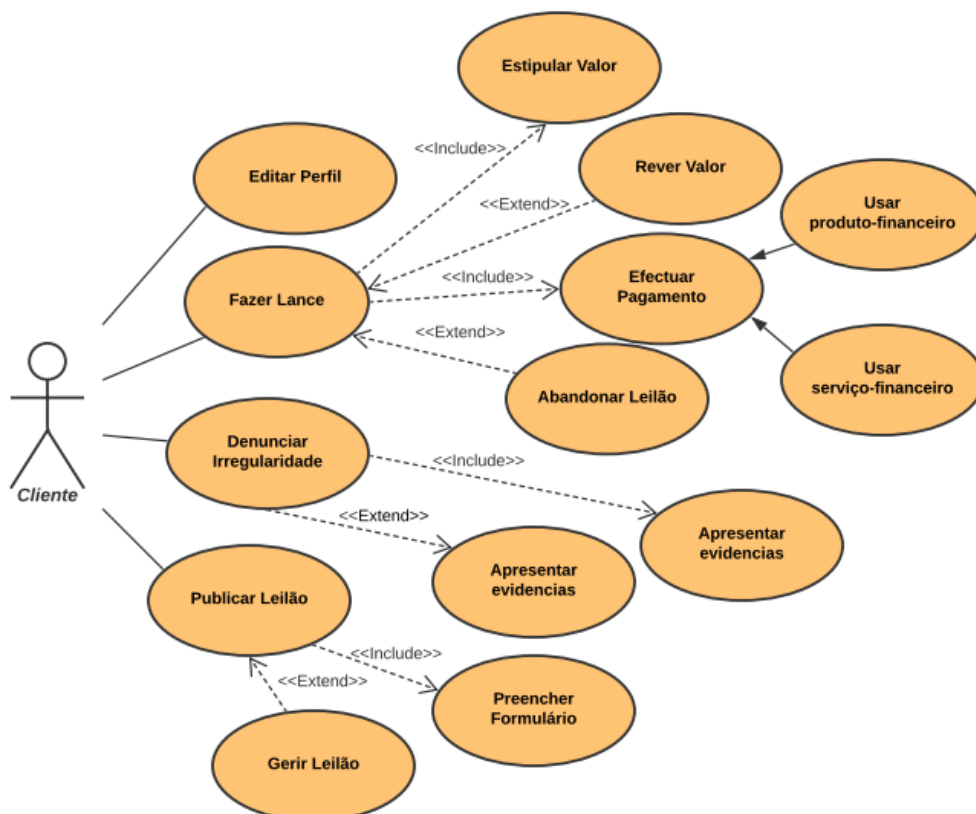 Estipular Valor
<<Include>>
Editar Perfil
Rever Valor
<<Extend>>
Usar
produto-financeiro
Fazer Lance
<<Include>>
Efectuar
Pagamento
<<Extend>>
Abandonar Leilão
Usar
serviço-financeiro
Cliente
Denunciar
Irregularidade
<<Include>>
<<Extend>>
Apresentar
evidencias
Apresentar
evidencias
Publicar Leilão
<<Include>>
<<Extend>>
Preencher
Formulário
Gerir Leilão